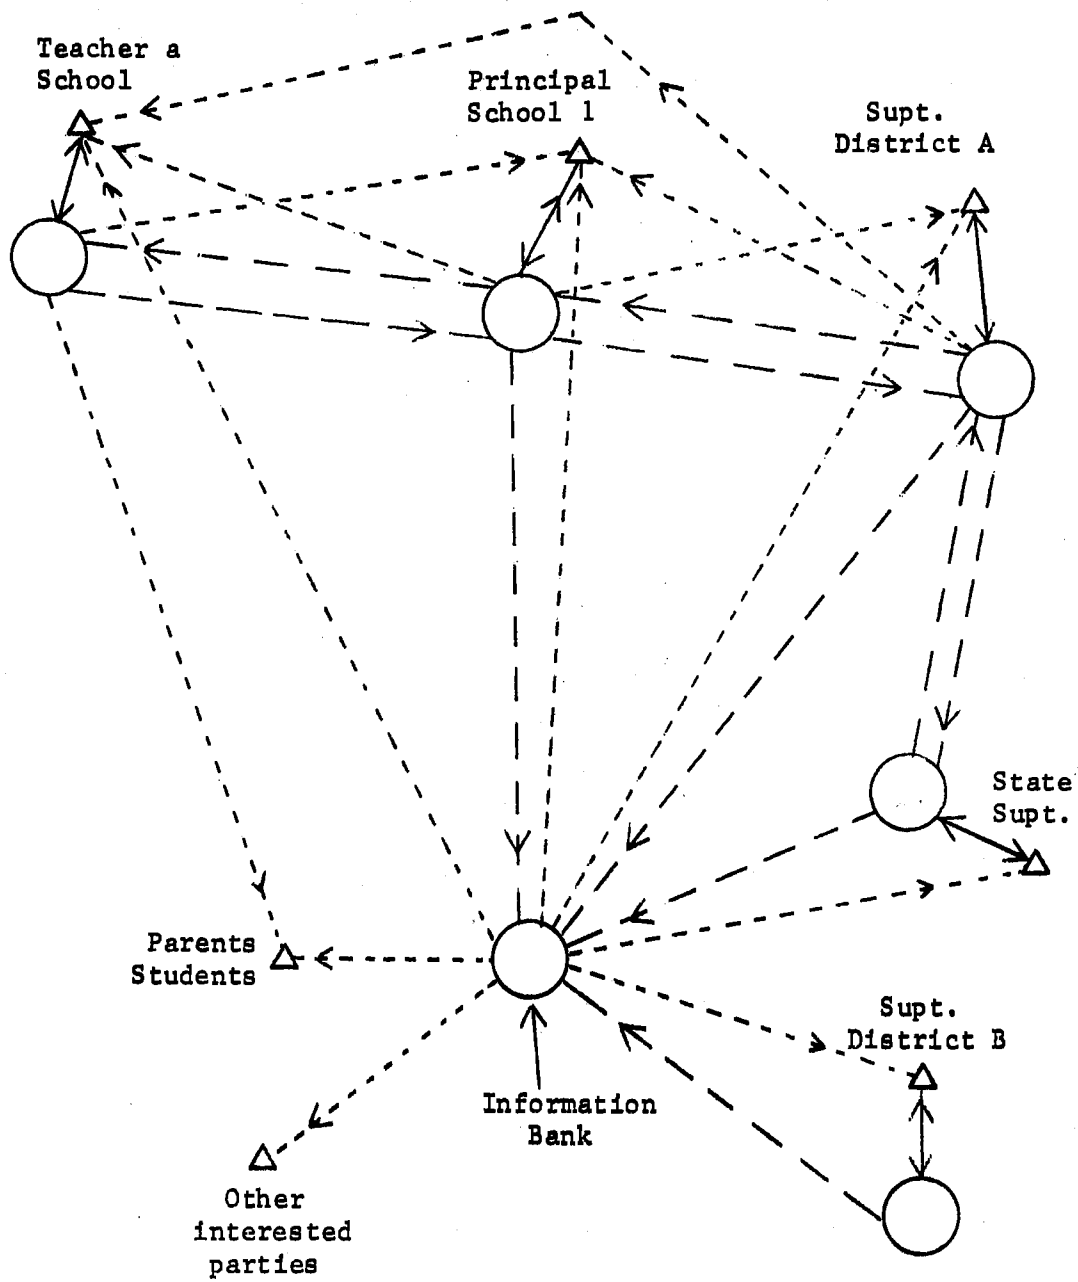 Teacher a
School
Principal
School 1
Supt.
District A
State
Supt.
Parents
Students
Supt.
District B
Information
Bank
Other
interested
parties